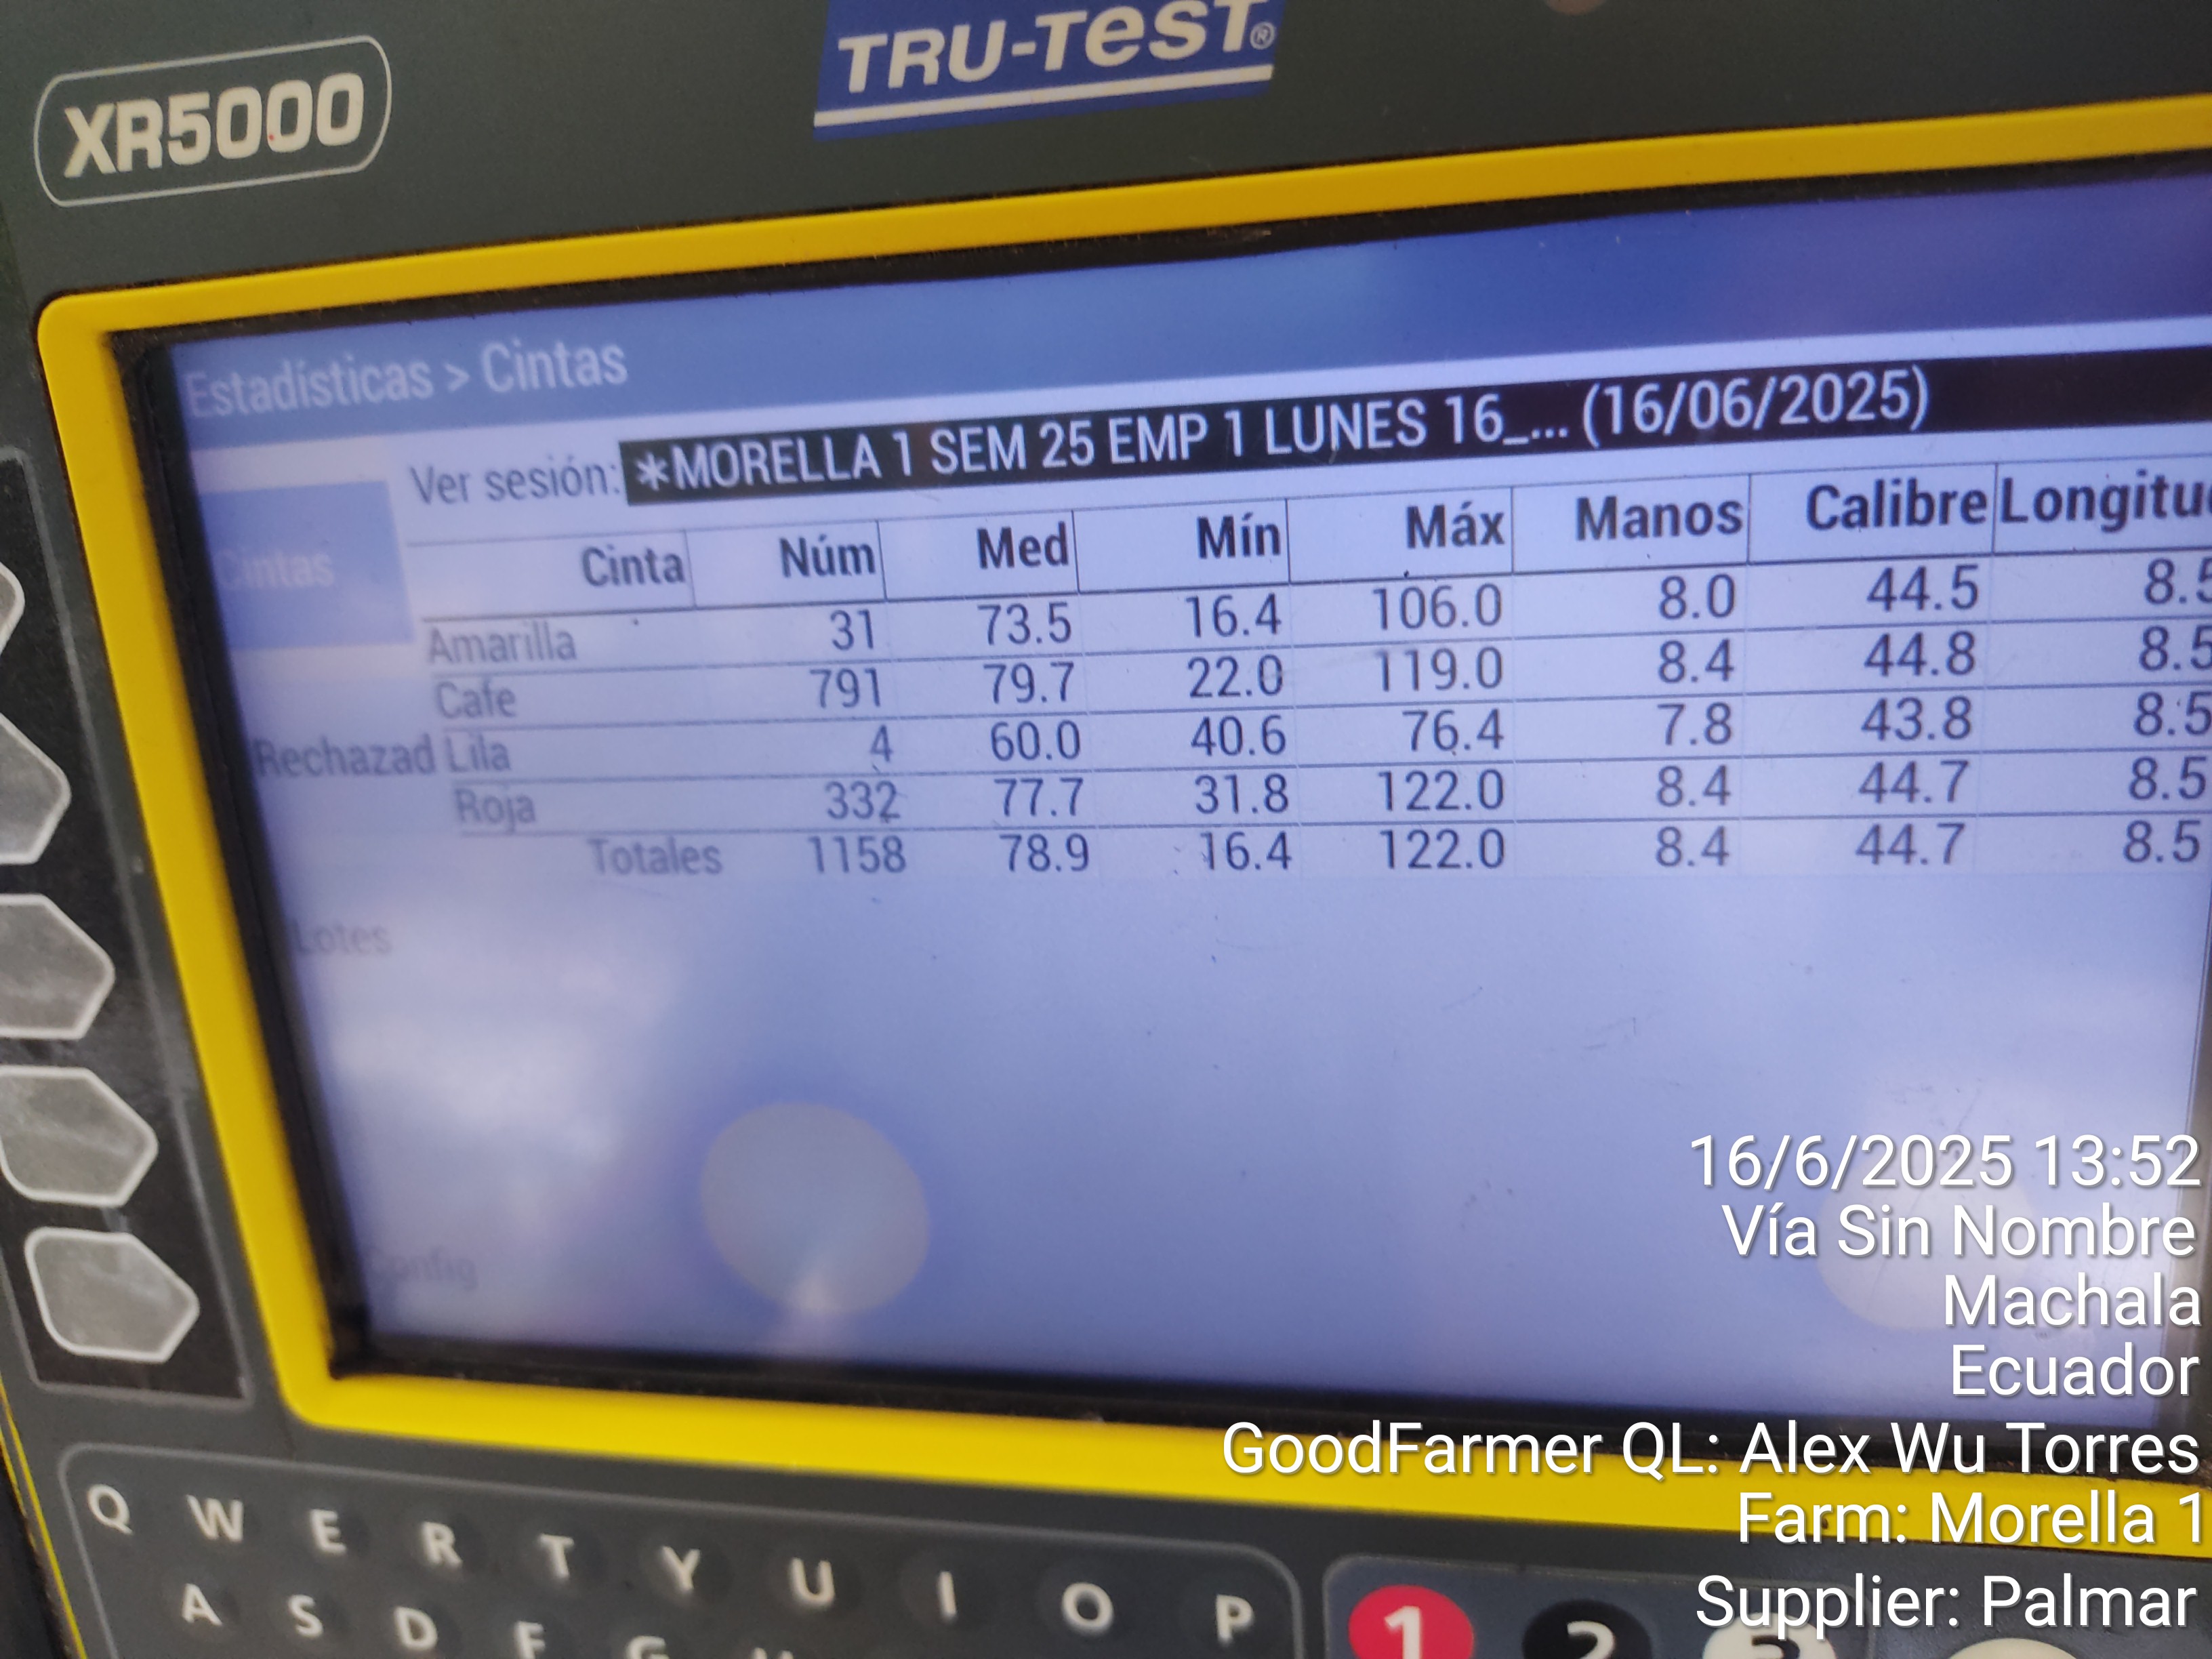 XR5000
TRU-TEST®
Estadísticas > Cintas
Ver sesión: *MORELLA 1 SEM 25 EMP 1 LUNES 16_... (16/06/2025)
Cintas
Cinta Núm Med Mín Máx Manos Calibre Longitud
Amarilla 31 73.5 16.4 106.0 8.0 44.5 8.5
Cafe 791 79.7 22.0 119.0 8.4 44.8 8.5
Rechazad Lila 4 60.0 40.6 76.4 7.8 43.8 8.5
Roja 332 77.7 31.8 122.0 8.4 44.7 8.5
Totales 1158 78.9 16.4 122.0 8.4 44.7 8.5
Lotes
Config
16/6/2025 13:52
Vía Sin Nombre
Machala
Ecuador
GoodFarmer QL: Alex Wu Torres
Farm: Morella 1
Supplier: Palmar
Q W E R T Y U I O P
A S D F G
1 2 3